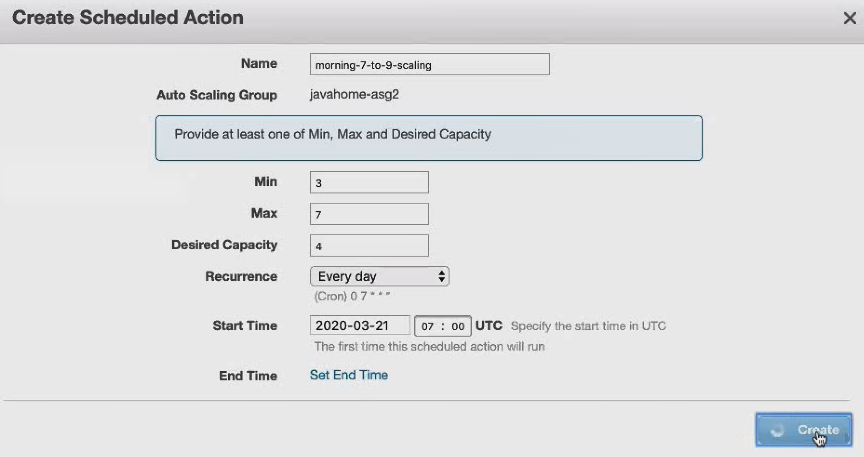 Create Scheduled Action ×
Name morning-7-to-9-scaling
Auto Scaling Group javahome-asg2
Provide at least one of Min, Max and Desired Capacity
Min 3
Max 7
Desired Capacity 4
Recurrence Every day
(Cron) 0 7 * * *
Start Time 2020-03-21 07 : 00 UTC Specify the start time in UTC
The first time this scheduled action will run
End Time Set End Time
Create